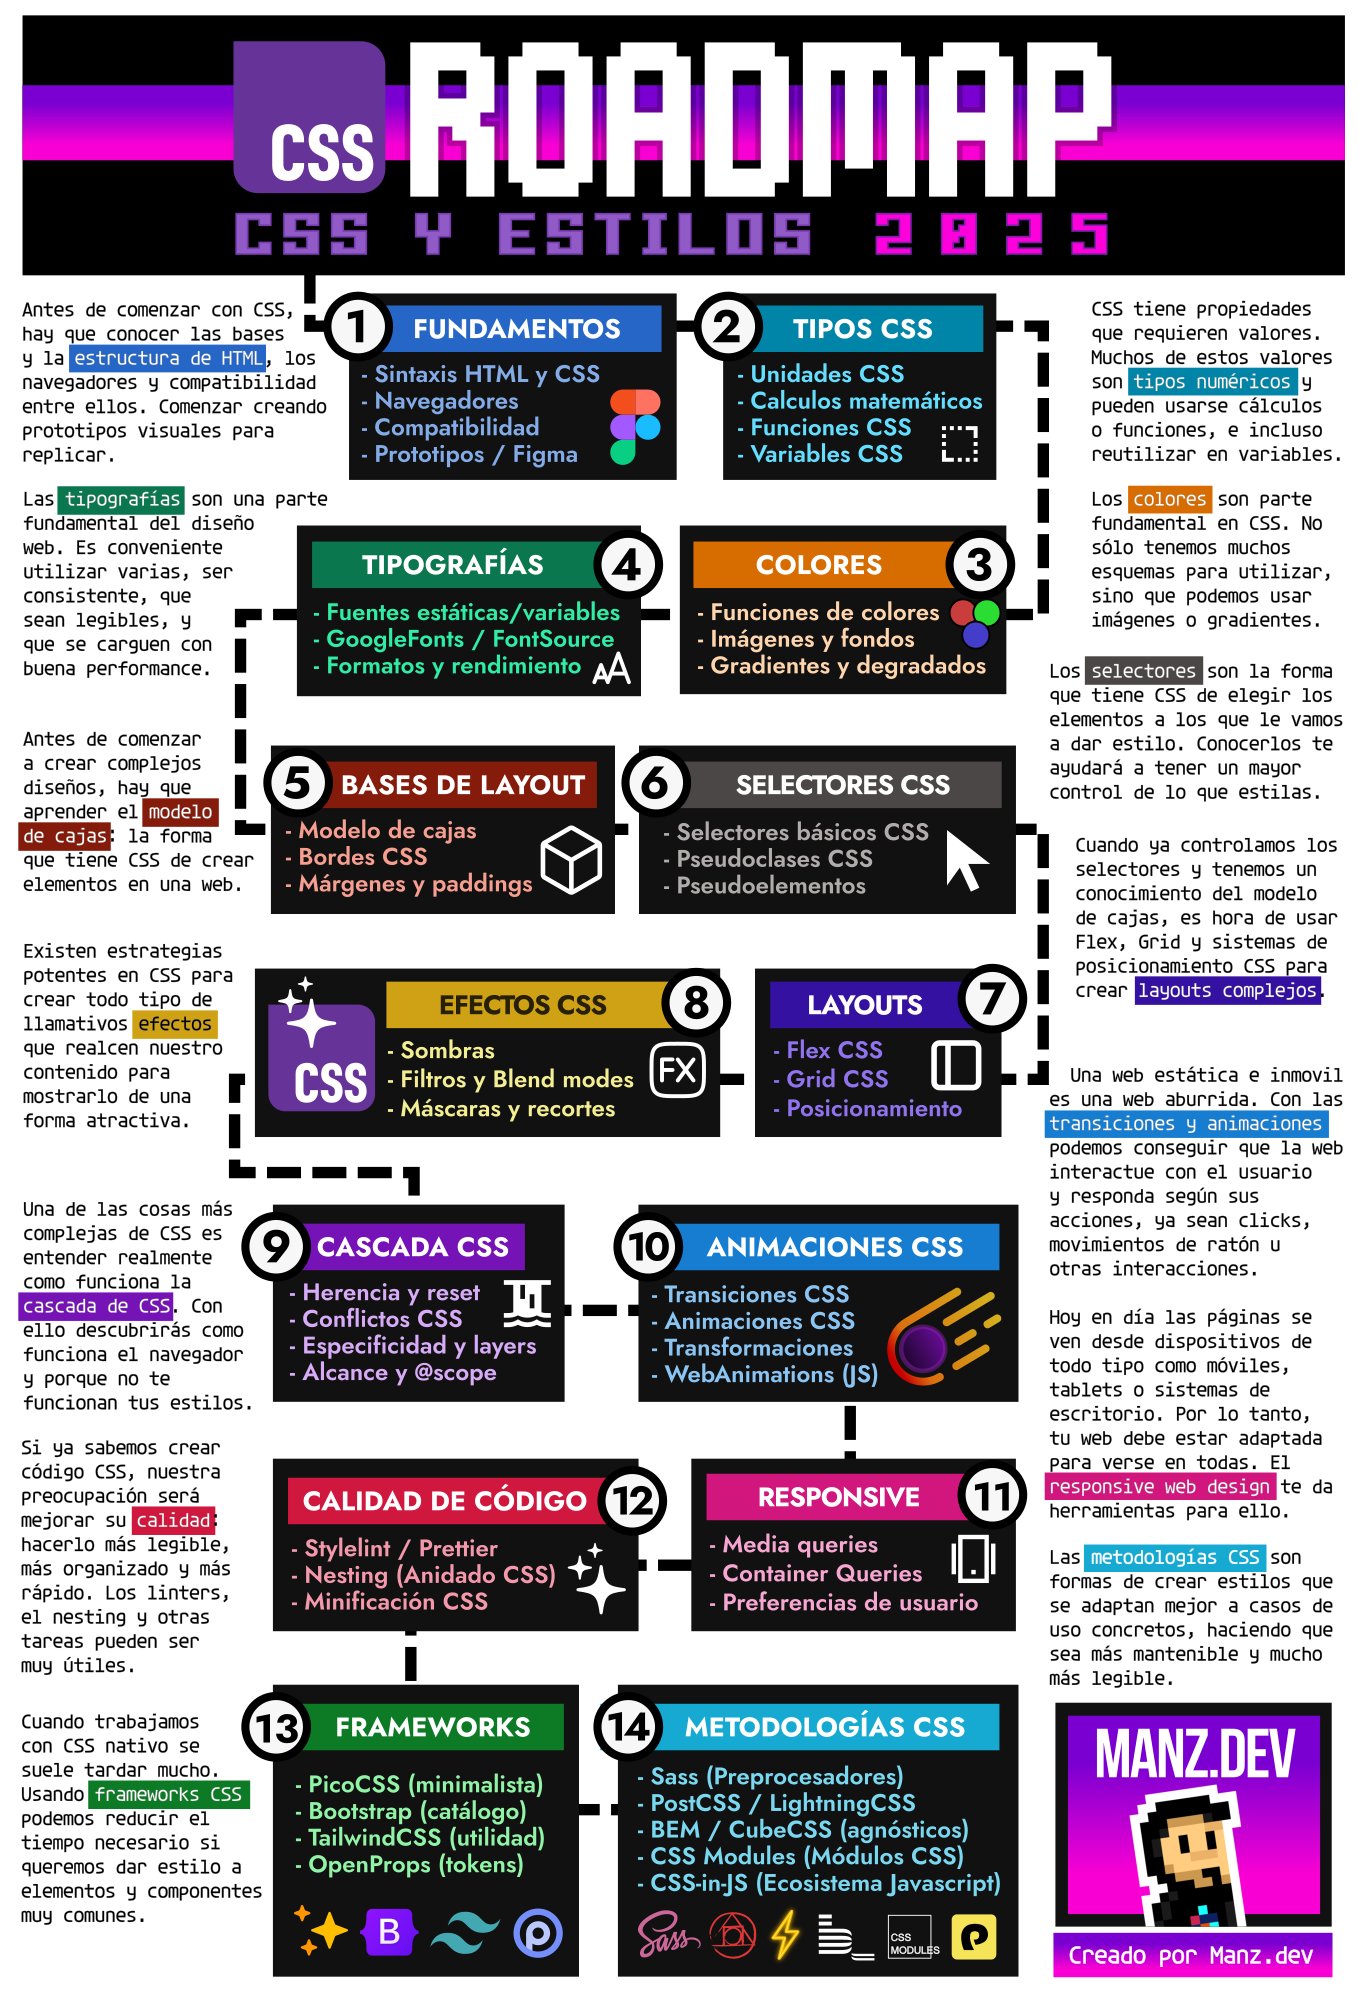 CSS
ROADMAP
CSS Y ESTILOS 2025
Antes de comenzar con CSS,
hay que conocer las bases
y la estructura de HTML, los
navegadores y compatibilidad
entre ellos. Comenzar creando
prototipos visuales para
replicar.
1
FUNDAMENTOS
- Sintaxis HTML y CSS
- Navegadores
- Compatibilidad
- Prototipos / Figma
2
TIPOS CSS
- Unidades CSS
- Calculos matemáticos
- Funciones CSS
- Variables CSS
CSS tiene propiedades
que requieren valores.
Muchos de estos valores
son tipos numéricos y
pueden usarse cálculos
o funciones, e incluso
reutilizar en variables.
Los colores son parte
fundamental en CSS. No
sólo tenemos muchos
esquemas para utilizar,
sino que podemos usar
imágenes o gradientes.
3
COLORES
- Funciones de colores
- Imágenes y fondos
- Gradientes y degradados
4
TIPOGRAFÍAS
- Fuentes estáticas/variables
- GoogleFonts / FontSource
- Formatos y rendimiento
AA
Las tipografías son una parte
fundamental del diseño
web. Es conveniente
utilizar varias, ser
consistente, que
sean legibles, y
que se carguen con
buena performance.
Antes de comenzar
a crear complejos
diseños, hay que
aprender el modelo
de cajas: la forma
que tiene CSS de crear
elementos en una web.
5
BASES DE LAYOUT
- Modelo de cajas
- Bordes CSS
- Márgenes y paddings
6
SELECTORES CSS
- Selectores básicos CSS
- Pseudoclases CSS
- Pseudoelementos
Los selectores son la forma
que tiene CSS de elegir los
elementos a los que le vamos
a dar estilo. Conocerlos te
ayudará a tener un mayor
control de lo que estilas.
Cuando ya controlamos los
selectores y tenemos un
conocimiento del modelo
de cajas, es hora de usar
Flex, Grid y sistemas de
posicionamiento CSS para
crear layouts complejos.
7
LAYOUTS
- Flex CSS
- Grid CSS
- Posicionamiento
8
EFECTOS CSS
- Sombras
- Filtros y Blend modes
- Máscaras y recortes
CSS
FX
Existen estrategias
potentes en CSS para
crear todo tipo de
llamativos efectos
que realcen nuestro
contenido para
mostrarlo de una
forma atractiva.
Una de las cosas más
complejas de CSS es
entender realmente
como funciona la
cascada de CSS. Con
ello descubrirás como
funciona el navegador
y porque no te
funcionan tus estilos.
9
CASCADA CSS
- Herencia y reset
- Conflictos CSS
- Especificidad y layers
- Alcance y @scope
10
ANIMACIONES CSS
- Transiciones CSS
- Animaciones CSS
- Transformaciones
- WebAnimations (JS)
Una web estática e inmovil
es una web aburrida. Con las
transiciones y animaciones
podemos conseguir que la web
interactue con el usuario
y responda según sus
acciones, ya sean clicks,
movimientos de ratón u
otras interacciones.
Hoy en día las páginas se
ven desde dispositivos de
todo tipo como móviles,
tablets o sistemas de
escritorio. Por lo tanto,
tu web debe estar adaptada
para verse en todas. El
responsive web design te da
herramientas para ello.
11
RESPONSIVE
- Media queries
- Container Queries
- Preferencias de usuario
12
CALIDAD DE CÓDIGO
- Stylelint / Prettier
- Nesting (Anidado CSS)
- Minificación CSS
Si ya sabemos crear
código CSS, nuestra
preocupación será
mejorar su calidad:
hacerlo más legible,
más organizado y más
rápido. Los linters,
el nesting y otras
tareas pueden ser
muy útiles.
Cuando trabajamos
con CSS nativo se
suele tardar mucho.
Usando frameworks CSS
podemos reducir el
tiempo necesario si
queremos dar estilo a
elementos y componentes
muy comunes.
13
FRAMEWORKS
- PicoCSS (minimalista)
- Bootstrap (catálogo)
- TailwindCSS (utilidad)
- OpenProps (tokens)
B
14
METODOLOGÍAS CSS
- Sass (Preprocesadores)
- PostCSS / LightningCSS
- BEM / CubeCSS (agnósticos)
- CSS Modules (Módulos CSS)
- CSS-in-JS (Ecosistema Javascript)
Sass
CSS
MODULES
Las metodologías CSS son
formas de crear estilos que
se adaptan mejor a casos de
uso concretos, haciendo que
sea más mantenible y mucho
más legible.
MANZ.DEV
Creado por Manz.dev